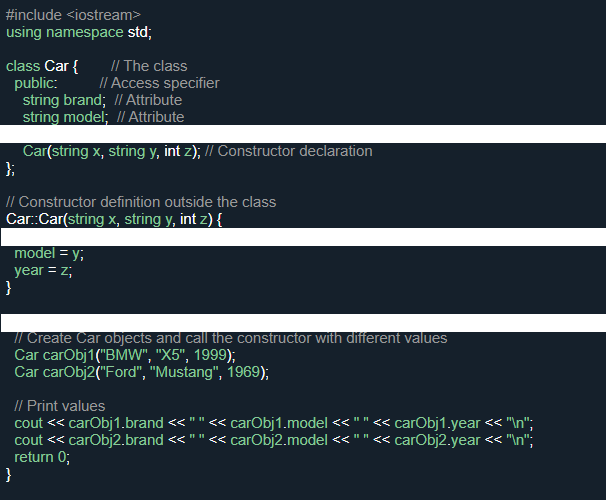 #include <iostream>
using namespace std;
class Car { // The class
public: // Access specifier
string brand; // Attribute
string model; // Attribute
Car(string x, string y, int z); // Constructor declaration
};
// Constructor definition outside the class
Car::Car(string x, string y, int z) {
model = y;
year = z;
}
// Create Car objects and call the constructor with different values
Car carObj1("BMW", "X5", 1999);
Car carObj2("Ford", "Mustang", 1969);
// Print values
cout << carObj1.brand << " " << carObj1.model << " " << carObj1.year << "\n";
cout << carObj2.brand << " " << carObj2.model << " " << carObj2.year << "\n";
return 0;
}